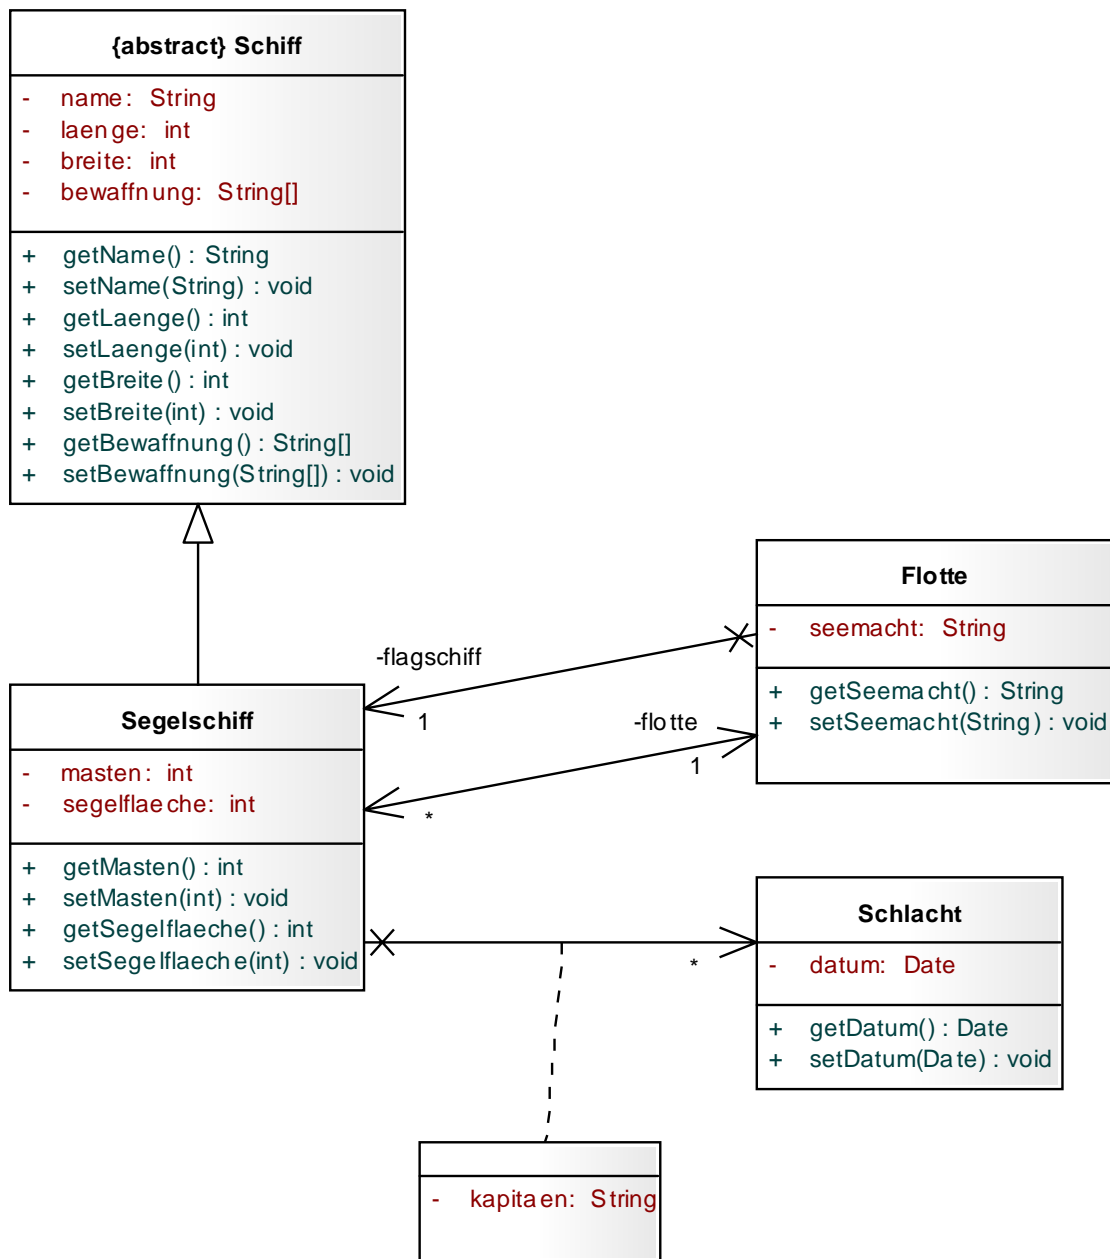 {abstract} Schiff
- name: String
- laenge: int
- breite: int
- bewaffnung: String[]
+ getName() : String
+ setName(String) : void
+ getLaenge() : int
+ setLaenge(int) : void
+ getBreite() : int
+ setBreite(int) : void
+ getBewaffnung() : String[]
+ setBewaffnung(String[]) : void
Flotte
- seemacht: String
+ getSeemacht() : String
+ setSeemacht(String) : void
-flagschiff
1
-flotte
1
*
Segelschiff
- masten: int
- segelflaeche: int
+ getMasten() : int
+ setMasten(int) : void
+ getSegelflaeche() : int
+ setSegelflaeche(int) : void
*
Schlacht
- datum: Date
+ getDatum() : Date
+ setDatum(Date) : void
- kapitaen: String